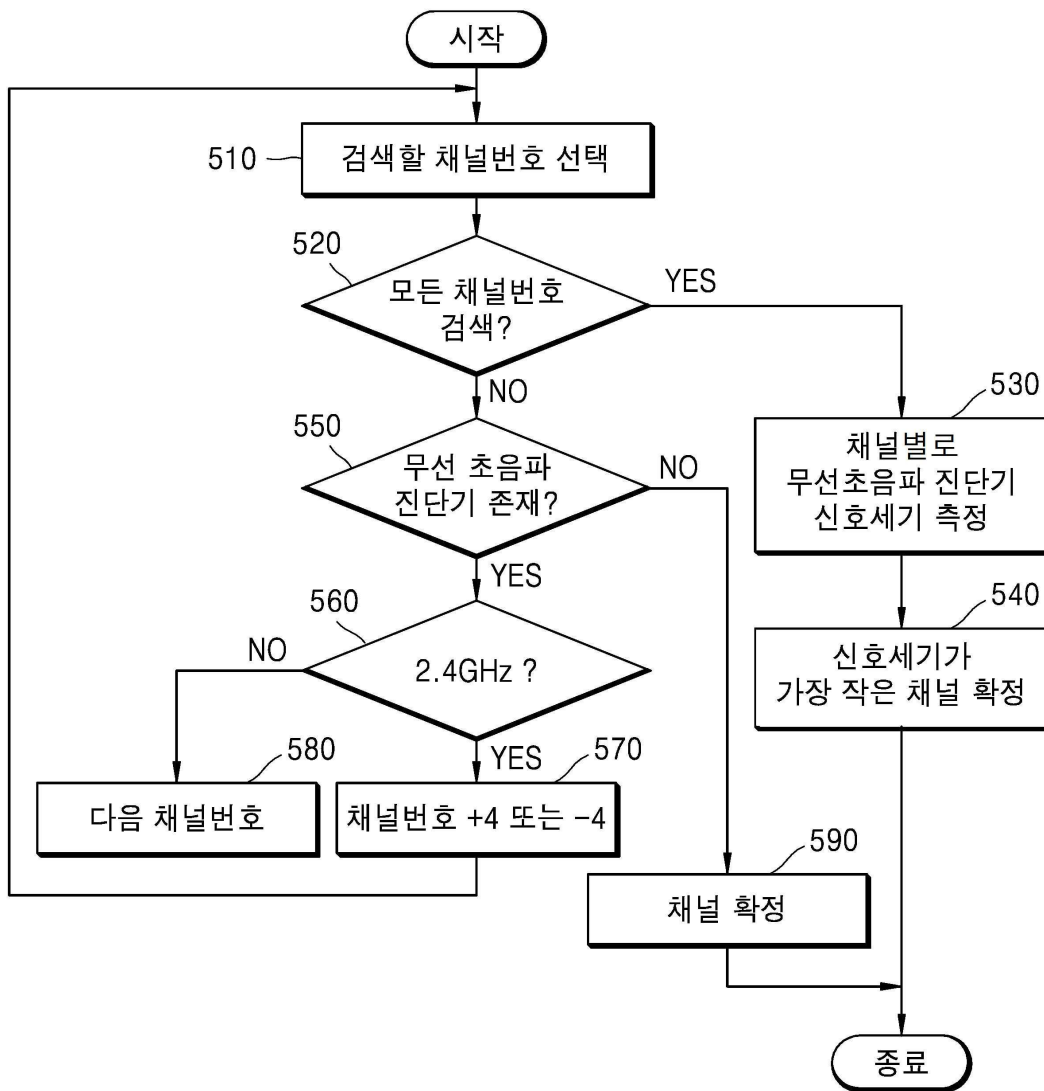 시작
510
검색할 채널번호 선택
520
모든 채널번호
검색?
YES
NO
530
채널별로
무선초음파 진단기
신호세기 측정
550
무선 초음파
진단기 존재?
NO
YES
540
신호세기가
가장 작은 채널 확정
560
2.4GHz ?
NO
YES
580
다음 채널번호
570
채널번호 +4 또는 -4
590
채널 확정
종료